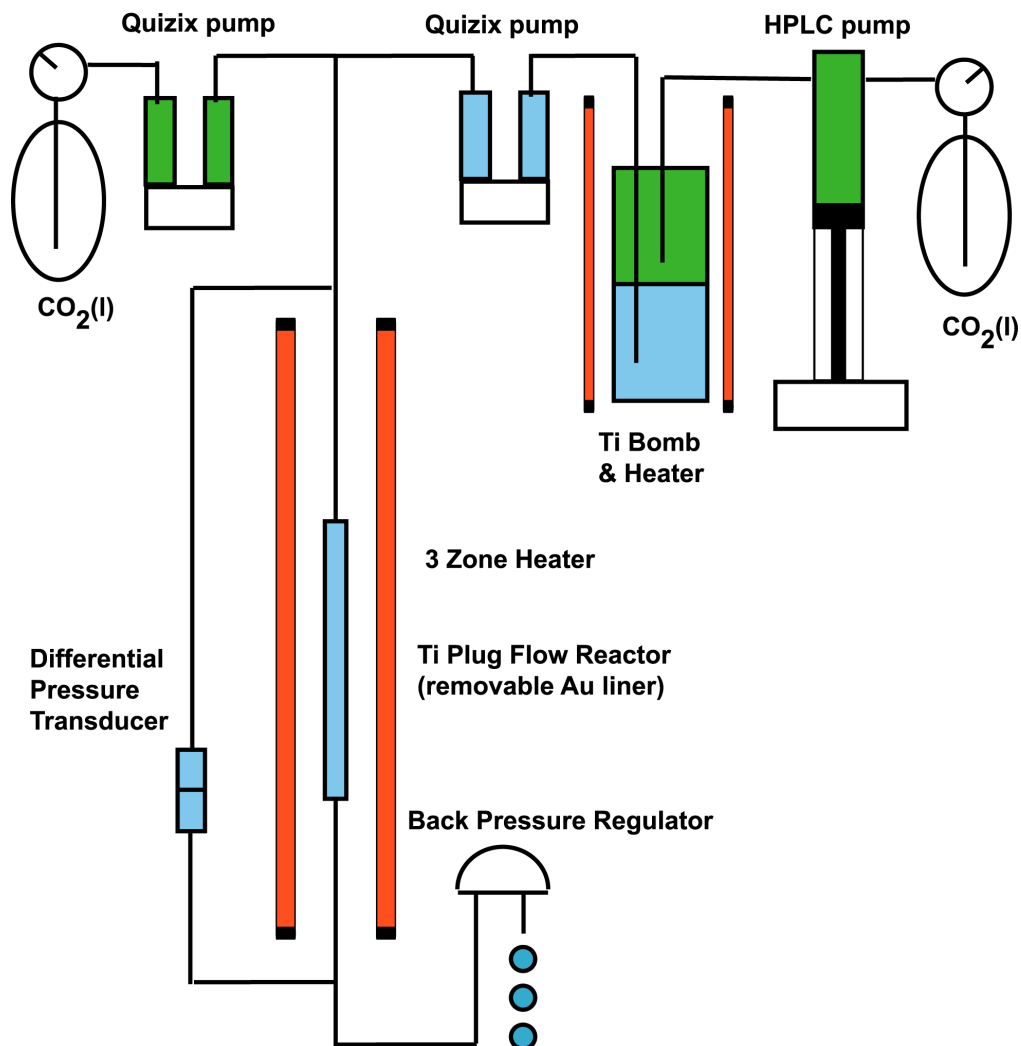 Quizix pump
Quizix pump
HPLC pump
CO2(l)
CO2(l)
Ti Bomb
& Heater
3 Zone Heater
Ti Plug Flow Reactor
(removable Au liner)
Differential
Pressure
Transducer
Back Pressure Regulator